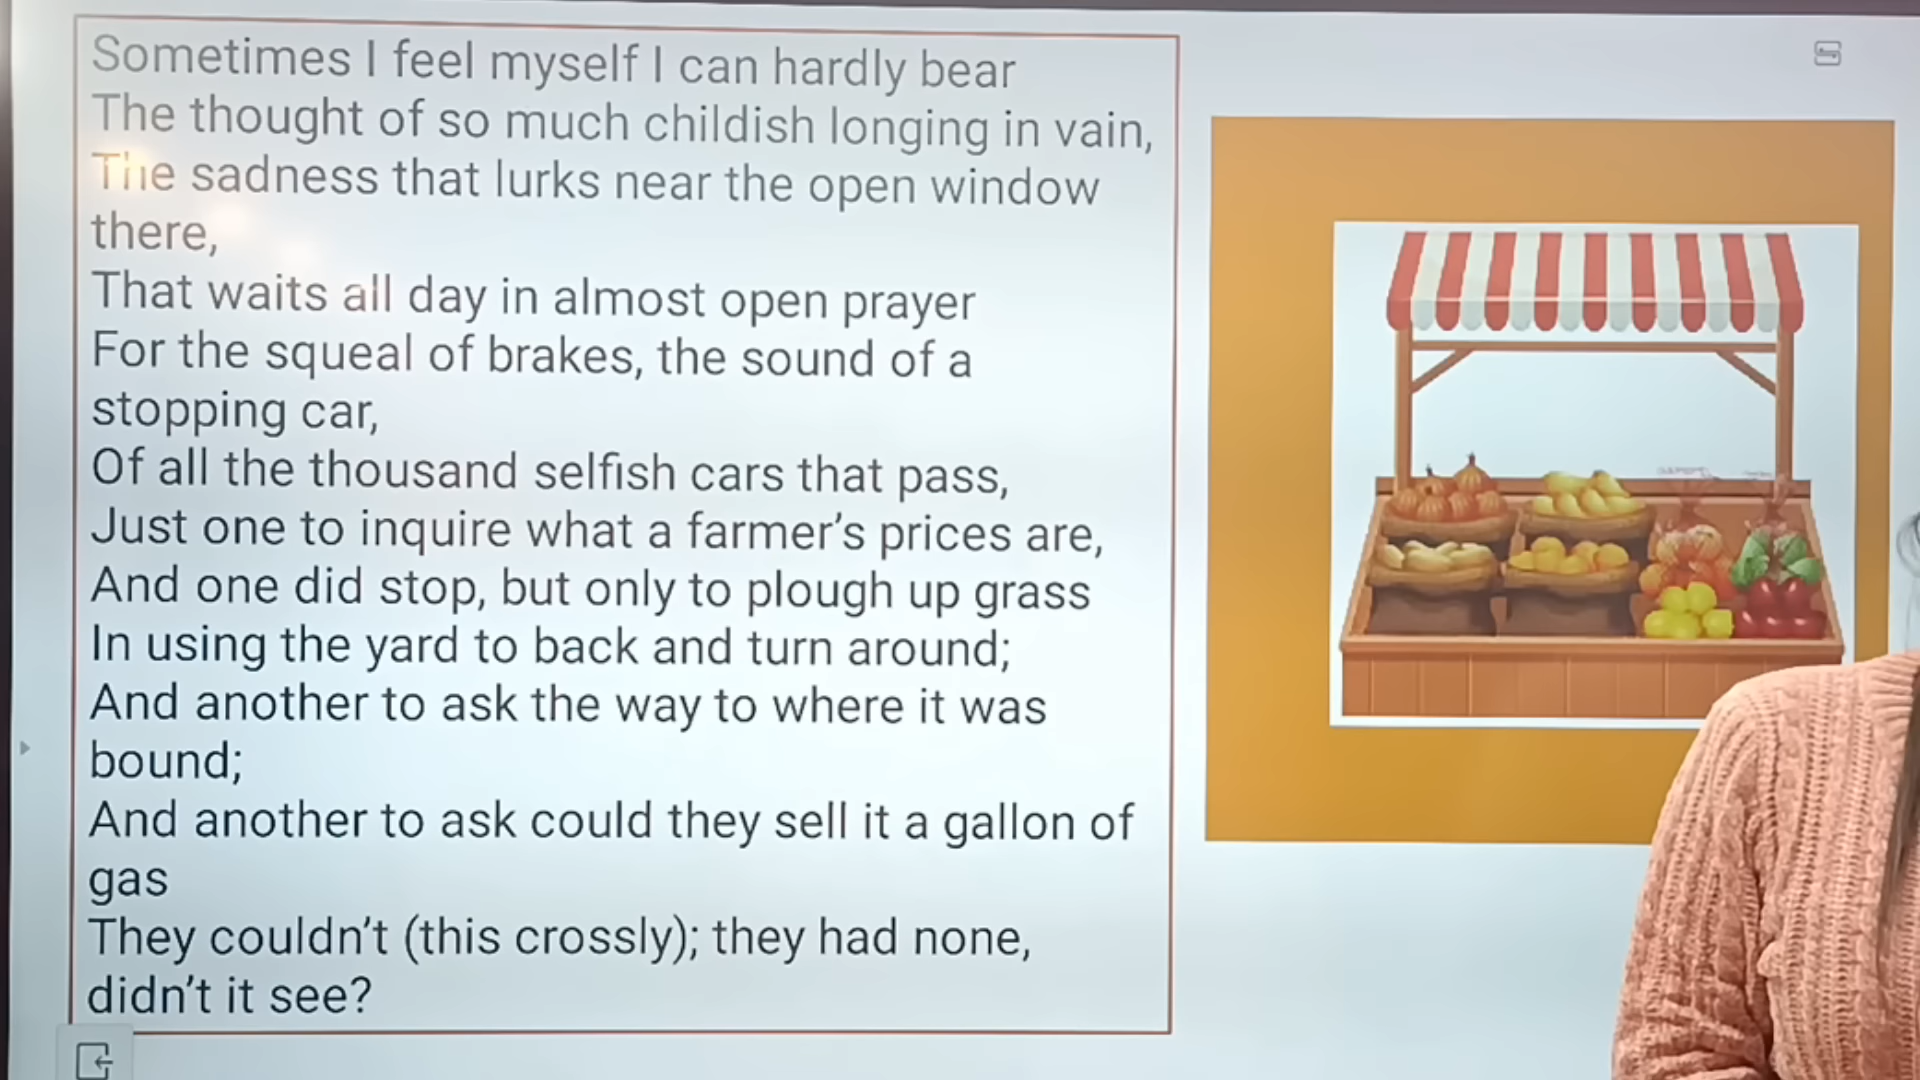 Sometimes I feel myself I can hardly bear
The thought of so much childish longing in vain,
The sadness that lurks near the open window
there,
That waits all day in almost open prayer
For the squeal of brakes, the sound of a
stopping car,
Of all the thousand selfish cars that pass,
Just one to inquire what a farmer's prices are,
And one did stop, but only to plough up grass
In using the yard to back and turn around;
And another to ask the way to where it was
bound;
And another to ask could they sell it a gallon of
gas
They couldn't (this crossly); they had none,
didn't it see?